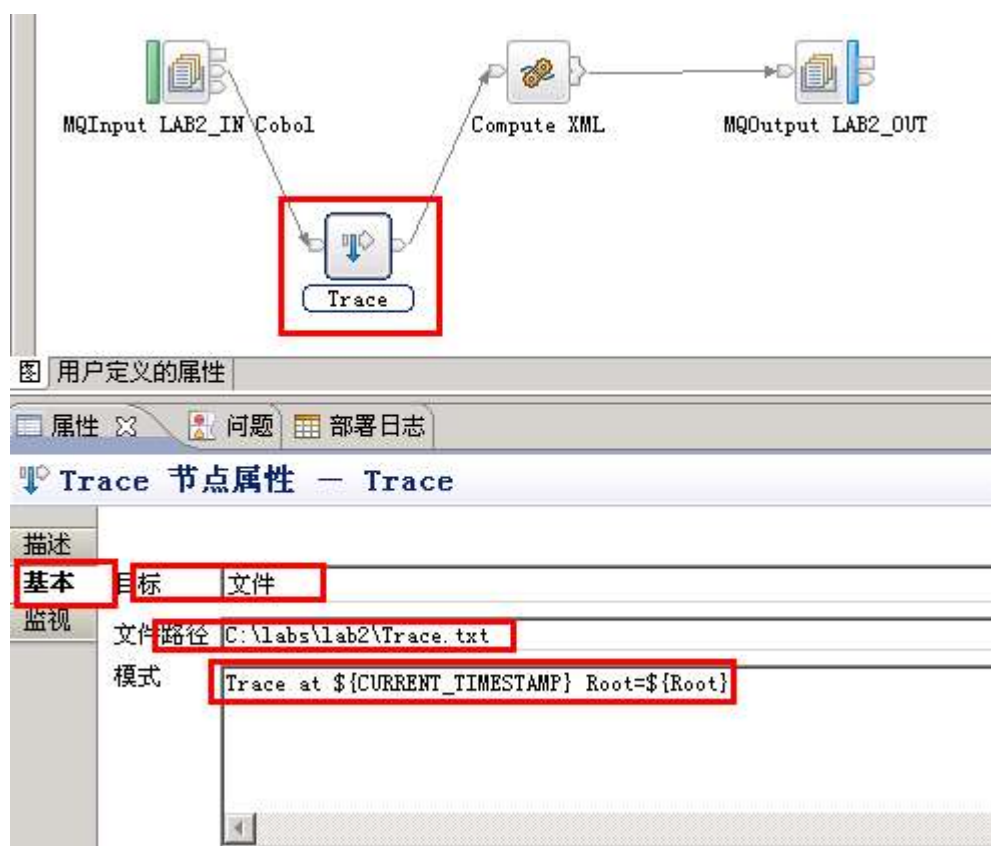 MQInput LAB2_IN Cobol
Compute XML
MQOutput LAB2_OUT
Trace
图 用户定义的属性
属性 问题 部署日志
Trace 节点属性 - Trace
描述
基本 目标 文件
监视 文件路径 C:\labs\lab2\Trace.txt
模式 Trace at ${CURRENT_TIMESTAMP} Root=${Root}